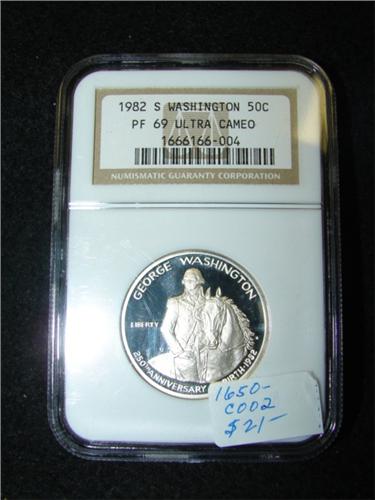 1982 S WASHINGTON 50C
PF 69 ULTRA CAMEO
1666166-004
NUMISMATIC GUARANTY CORPORATION
GEORGE WASHINGTON
LIBERTY
250TH ANNIVERSARY BIRTH·1982
1650-
C002
$21-